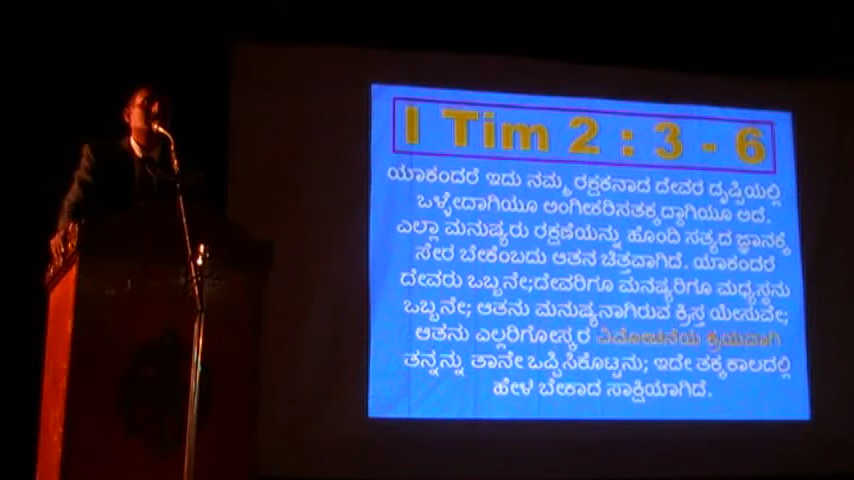 I Tim 2 : 3 - 6
ಯಾಕಂದರೆ ಇದು ನಮ್ಮ ರಕ್ಷಕನಾದ ದೇವರ ದೃಷ್ಟಿಯಲ್ಲಿ
ಒಳ್ಳೇದಾಗಿಯೂ ಅಂಗೀಕರಿಸತಕ್ಕದ್ದಾಗಿಯೂ ಅದೆ.
ಎಲ್ಲಾ ಮನುಷ್ಯರು ರಕ್ಷಣೆಯನ್ನು ಹೊಂದಿ ಸತ್ಯದ ಜ್ಞಾನಕ್ಕೆ
ಸೇರ ಬೇಕೆಂಬದು ಆತನ ಚಿತ್ತವಾಗಿದೆ. ಯಾಕಂದರೆ
ದೇವರು ಒಬ್ಬನೇ;ದೇವರಿಗೂ ಮನಷ್ಯರಿಗೂ ಮಧ್ಯಸ್ಥನು
ಒಬ್ಬನೇ; ಆತನು ಮನುಷ್ಯನಾಗಿರುವ ಕ್ರಿಸ್ತ ಯೇಸುವೇ;
ಆತನು ಎಲ್ಲರಿಗೋಸ್ಕರ ವಿಮೋಚನೆಯ ಕ್ರಯವಾಗಿ
ತನ್ನನ್ನು ತಾನೇ ಒಪ್ಪಿಸಿಕೊಟ್ಟನು; ಇದೇ ತಕ್ಕಕಾಲದಲ್ಲಿ
ಹೇಳ ಬೇಕಾದ ಸಾಕ್ಷಿಯಾಗಿದೆ.